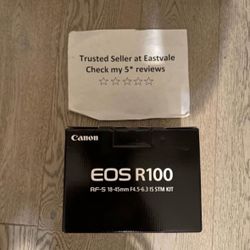 Trusted Seller at Eastvale
Check my 5* reviews
☆☆☆☆☆
Canon
EOS R100
RF-S 18-45mm F4.5-6.3 IS STM KIT